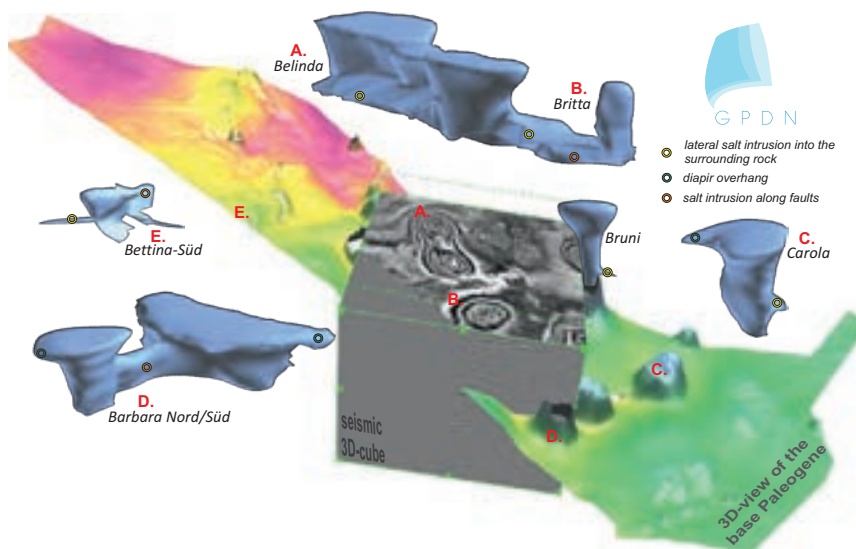 A.
Belinda
B.
Britta
GPDN
lateral salt intrusion into the
surrounding rock
diapir overhang
salt intrusion along faults
E.
A.
Bruni
C.
Carola
E.
Bettina-Süd
B.
C.
D.
Barbara Nord/Süd
D.
seismic
3D-cube
3D-view of the
base Paleogene